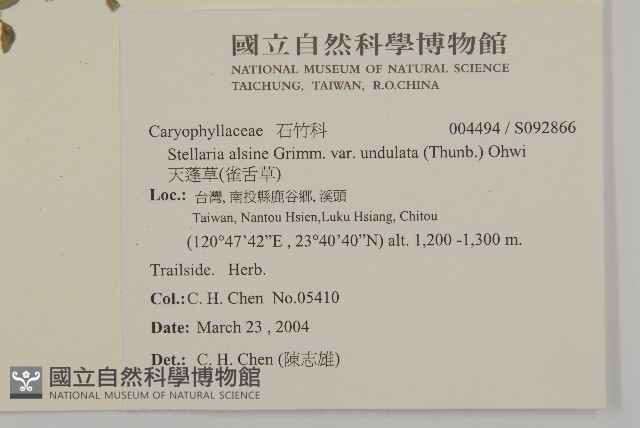 國立自然科學博物館
NATIONAL MUSEUM OF NATURAL SCIENCE
TAICHUNG, TAIWAN, R.O.CHINA
Caryophyllaceae 石竹科 004494 / S092866
Stellaria alsine Grimm. var. undulata (Thunb.) Ohwi
天蓬草(雀舌草)
Loc.: 台灣, 南投縣鹿谷鄉, 溪頭
Taiwan, Nantou Hsien,Luku Hsiang, Chitou
(120°47'42”E , 23°40'40”N) alt. 1,200 -1,300 m.
Trailside. Herb.
Col.: C. H. Chen No.05410
Date: March 23 , 2004
Det.: C. H. Chen (陳志雄)
國立自然科學博物館
NATIONAL MUSEUM OF NATURAL SCIENCE